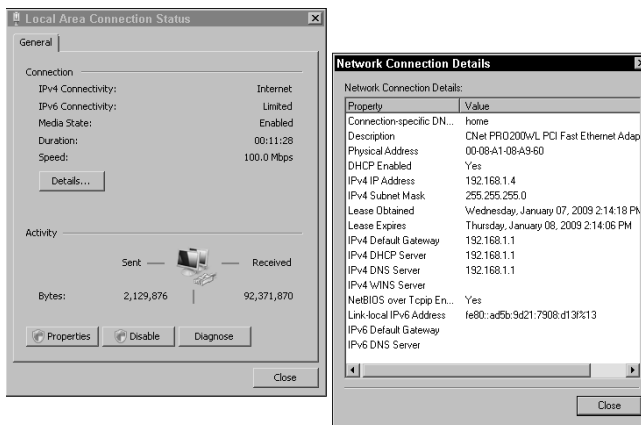 Local Area Connection Status
General
Connection
IPv4 Connectivity: Internet
IPv6 Connectivity: Limited
Media State: Enabled
Duration: 00:11:28
Speed: 100.0 Mbps
Details...
Activity
Sent Received
Bytes: 2,129,876 92,371,870
Properties Disable Diagnose
Close
Network Connection Details
Network Connection Details:
Property Value
Connection-specific DN... home
Description CNet PRO200WL PCI Fast Ethernet Adap
Physical Address 00-08-A1-08-A9-60
DHCP Enabled Yes
IPv4 IP Address 192.168.1.4
IPv4 Subnet Mask 255.255.255.0
Lease Obtained Wednesday, January 07, 2009 2:14:18 PM
Lease Expires Thursday, January 08, 2009 2:14:06 PM
IPv4 Default Gateway 192.168.1.1
IPv4 DHCP Server 192.168.1.1
IPv4 DNS Server 192.168.1.1
IPv4 WINS Server
NetBIOS over Tcpip En... Yes
Link-local IPv6 Address fe80::ad5b:9d21:7908:d13f%13
IPv6 Default Gateway
IPv6 DNS Server
Close